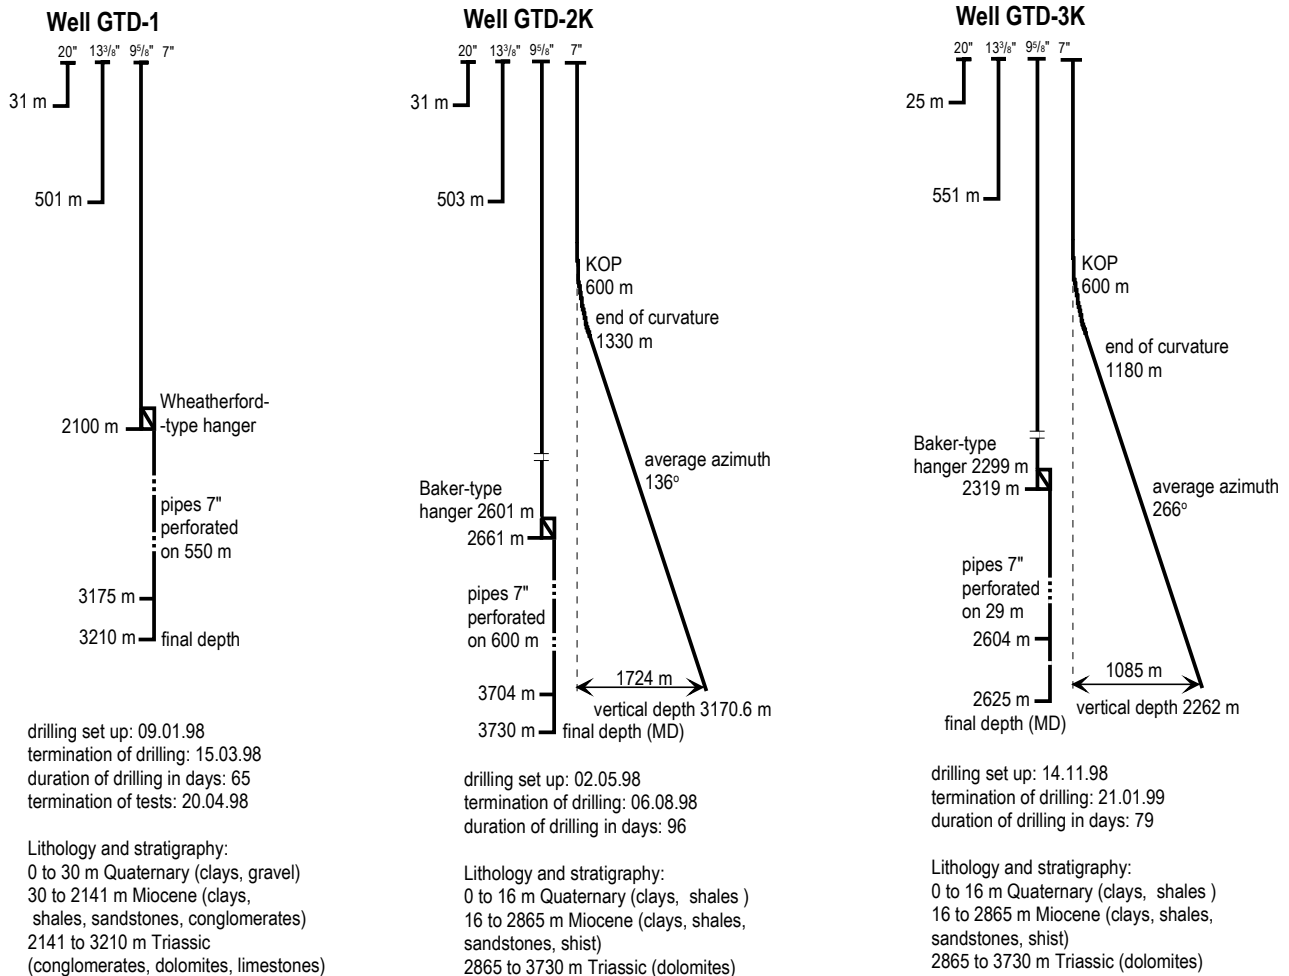 Well GTD-1
20" 13³/₈" 9⁵/₈" 7"
31 m
501 m
Wheatherford-
-type hanger
2100 m
pipes 7"
perforated
on 550 m
3175 m
3210 m
final depth
drilling set up: 09.01.98
termination of drilling: 15.03.98
duration of drilling in days: 65
termination of tests: 20.04.98
Lithology and stratigraphy:
0 to 30 m Quaternary (clays, gravel)
30 to 2141 m Miocene (clays,
shales, sandstones, conglomerates)
2141 to 3210 m Triassic
(conglomerates, dolomites, limestones)
Well GTD-2K
20" 13³/₈" 9⁵/₈" 7"
31 m
503 m
KOP
600 m
end of curvature
1330 m
average azimuth
136º
Baker-type
hanger 2601 m
2661 m
pipes 7"
perforated
on 600 m
1724 m
3704 m
vertical depth 3170.6 m
3730 m
final depth (MD)
drilling set up: 02.05.98
termination of drilling: 06.08.98
duration of drilling in days: 96
Lithology and stratigraphy:
0 to 16 m Quaternary (clays, shales )
16 to 2865 m Miocene (clays, shales,
sandstones, shist)
2865 to 3730 m Triassic (dolomites)
Well GTD-3K
20" 13³/₈" 9⁵/₈" 7"
25 m
551 m
KOP
600 m
end of curvature
1180 m
Baker-type
hanger 2299 m
2319 m
average azimuth
266º
pipes 7"
perforated
on 29 m
2604 m
1085 m
2625 m
vertical depth 2262 m
final depth (MD)
drilling set up: 14.11.98
termination of drilling: 21.01.99
duration of drilling in days: 79
Lithology and stratigraphy:
0 to 16 m Quaternary (clays, shales )
16 to 2865 m Miocene (clays, shales,
sandstones, shist)
2865 to 3730 m Triassic (dolomites)